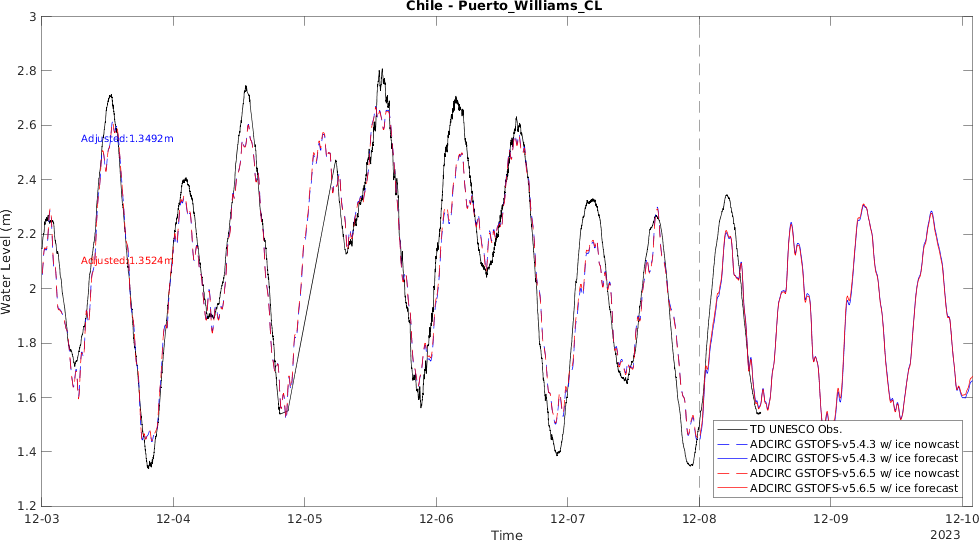 Chile - Puerto_Williams_CL
3
2.8
2.6
2.4
2.2
2
1.8
1.6
1.4
1.2
Water Level (m)
Adjusted:1.3492m
Adjusted:1.3524m
TD UNESCO Obs.
ADCIRC GSTOFS-v5.4.3 w/ ice nowcast
ADCIRC GSTOFS-v5.4.3 w/ ice forecast
ADCIRC GSTOFS-v5.6.5 w/ ice nowcast
ADCIRC GSTOFS-v5.6.5 w/ ice forecast
12-03 12-04 12-05 12-06 12-07 12-08 12-09 12-10
Time
2023